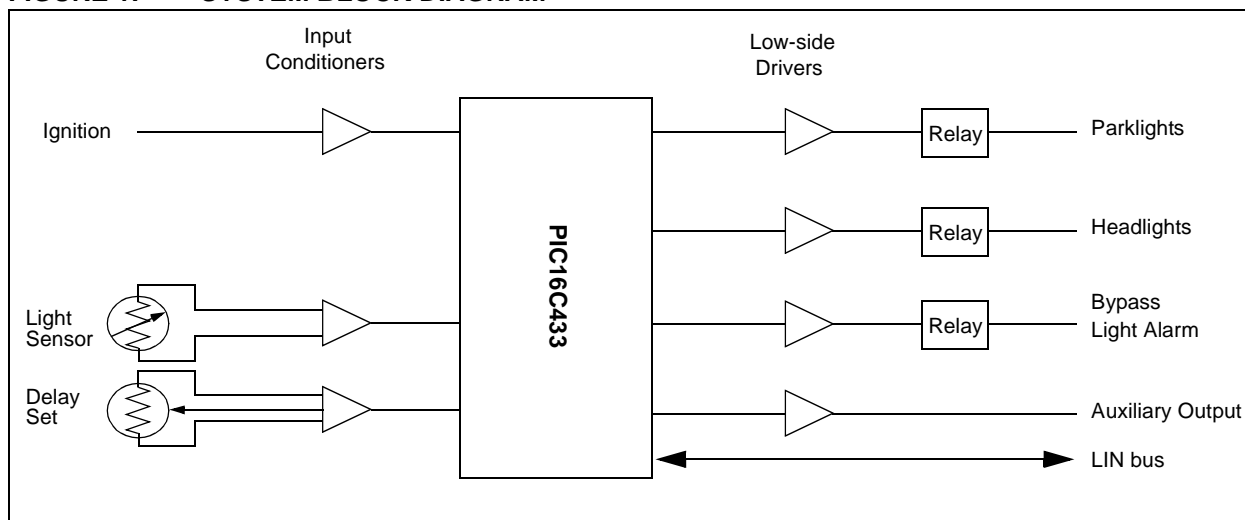 Input
Conditioners
Low-side
Drivers
Ignition
Relay
Parklights
Relay
Headlights
PIC16C433
Light
Sensor
Relay
Bypass
Light Alarm
Delay
Set
Auxiliary Output
LIN bus